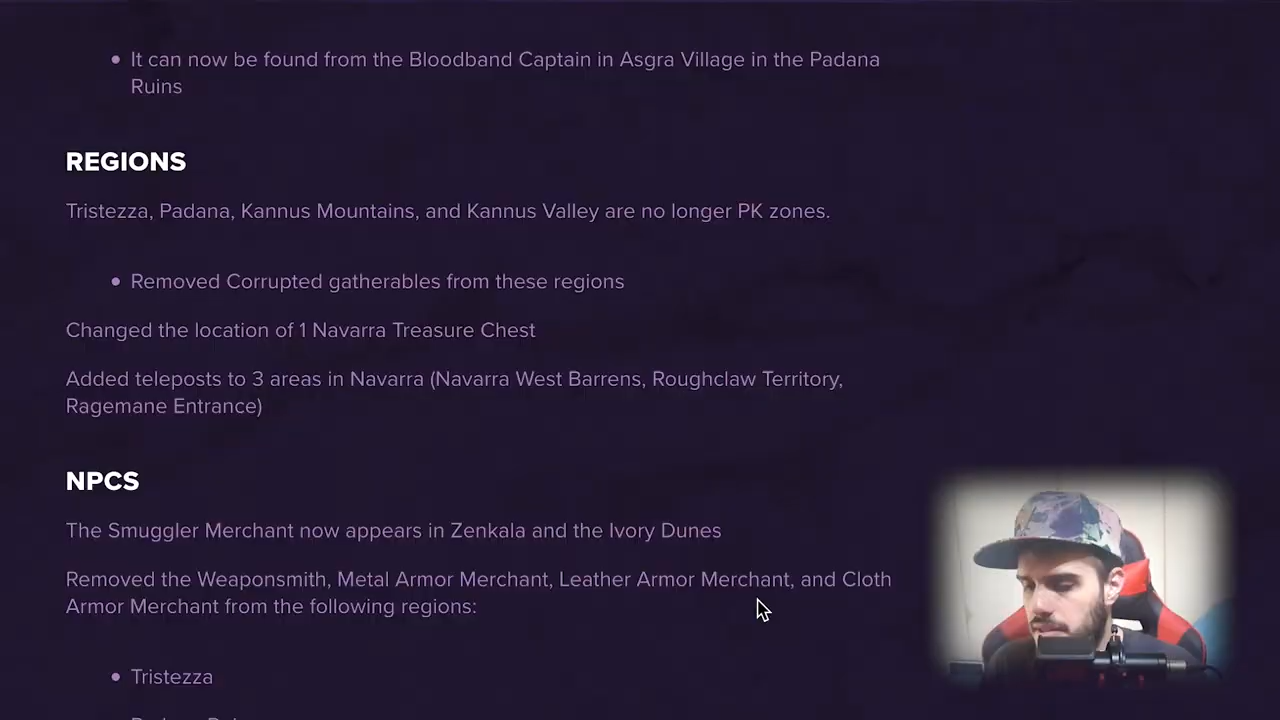 It can now be found from the Bloodband Captain in Asgra Village in the Padana
Ruins
REGIONS
Tristezza, Padana, Kannus Mountains, and Kannus Valley are no longer PK zones.
Removed Corrupted gatherables from these regions
Changed the location of 1 Navarra Treasure Chest
Added teleposts to 3 areas in Navarra (Navarra West Barrens, Roughclaw Territory,
Ragemane Entrance)
NPCS
The Smuggler Merchant now appears in Zenkala and the Ivory Dunes
Removed the Weaponsmith, Metal Armor Merchant, Leather Armor Merchant, and Cloth
Armor Merchant from the following regions:
Tristezza